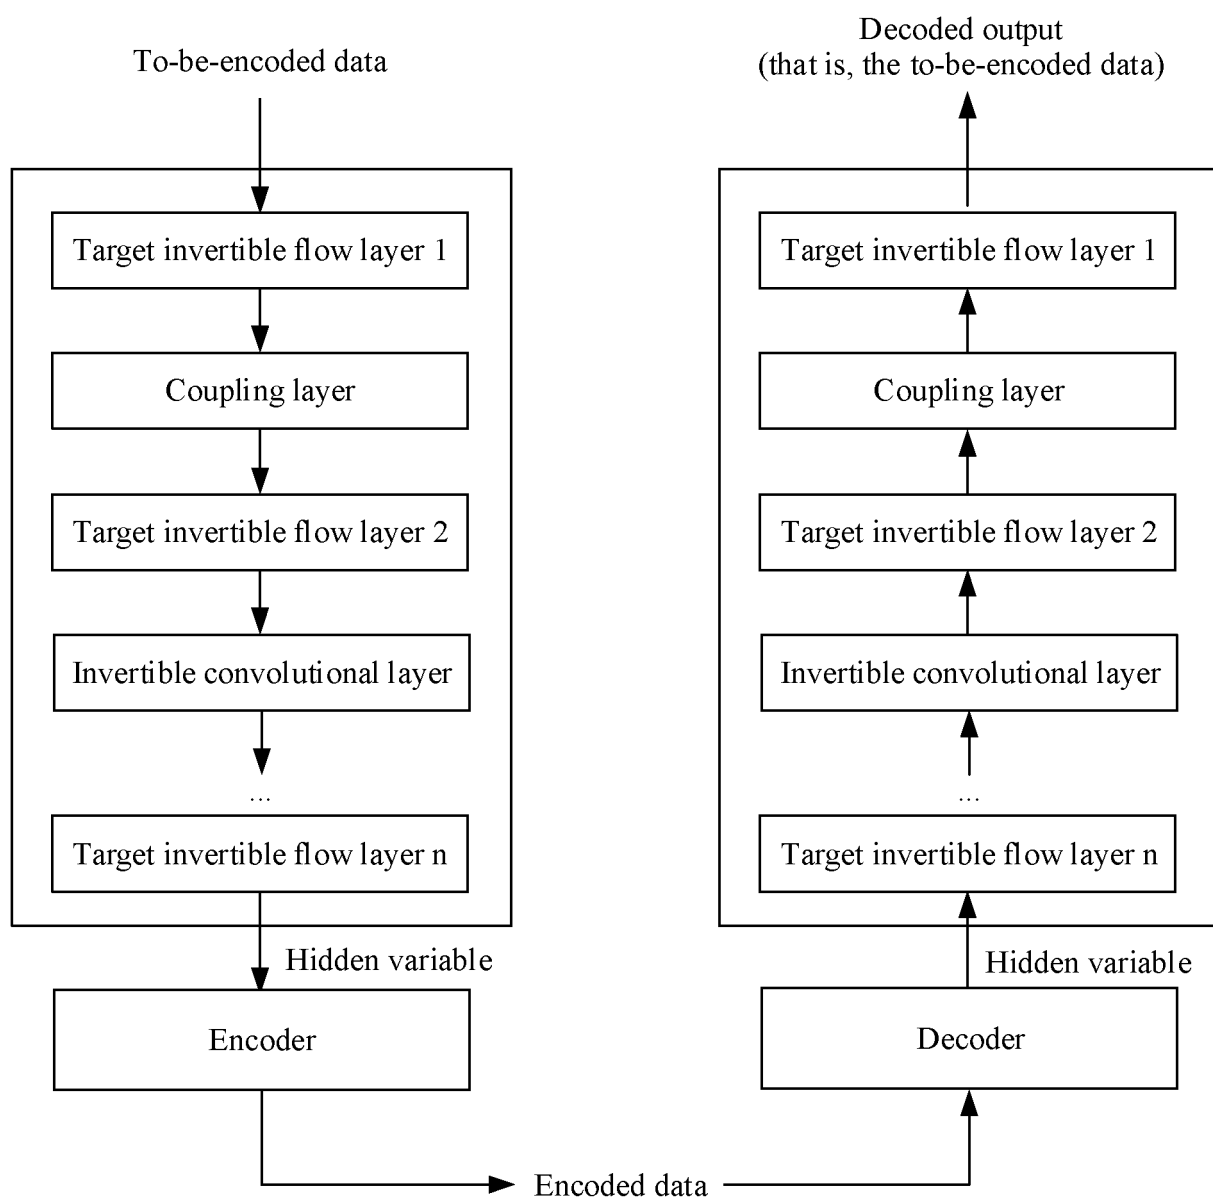 To-be-encoded data
Target invertible flow layer 1
Coupling layer
Target invertible flow layer 2
Invertible convolutional layer
...
Target invertible flow layer n
Hidden variable
Encoder
Encoded data
Decoded output
(that is, the to-be-encoded data)
Target invertible flow layer 1
Coupling layer
Target invertible flow layer 2
Invertible convolutional layer
...
Target invertible flow layer n
Hidden variable
Decoder